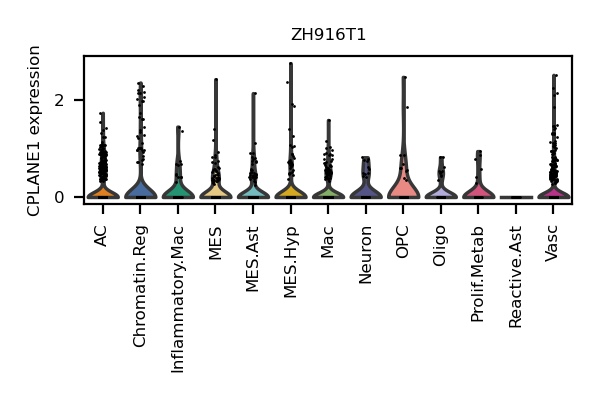 ZH916T1
CPLANE1 expression
2
0
AC
Chromatin.Reg
Inflammatory.Mac
MES
MES.Ast
MES.Hyp
Mac
Neuron
OPC
Oligo
Prolif.Metab
Reactive.Ast
Vasc